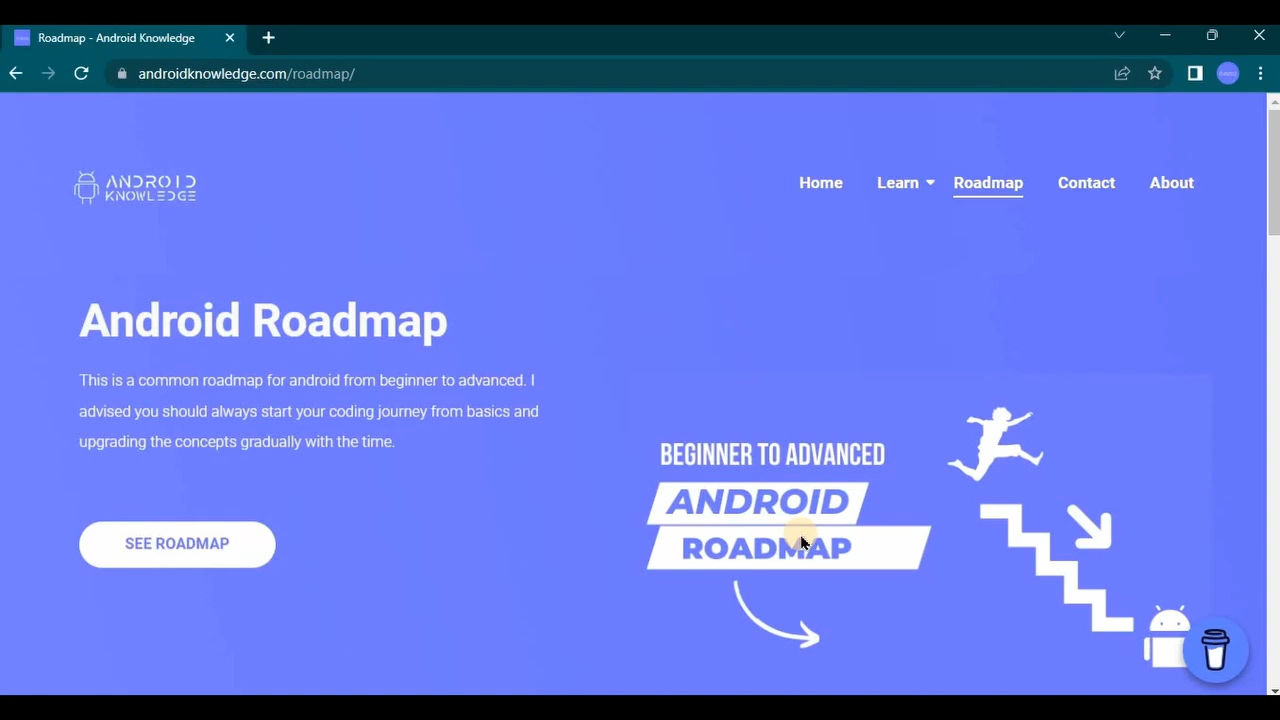 Roadmap - Android Knowledge
androidknowledge.com/roadmap/
ANDROID
KNOWLEDGE
Home Learn Roadmap Contact About
Android Roadmap
This is a common roadmap for android from beginner to advanced. I
advised you should always start your coding journey from basics and
upgrading the concepts gradually with the time.
SEE ROADMAP
BEGINNER TO ADVANCED
ANDROID
ROADMAP